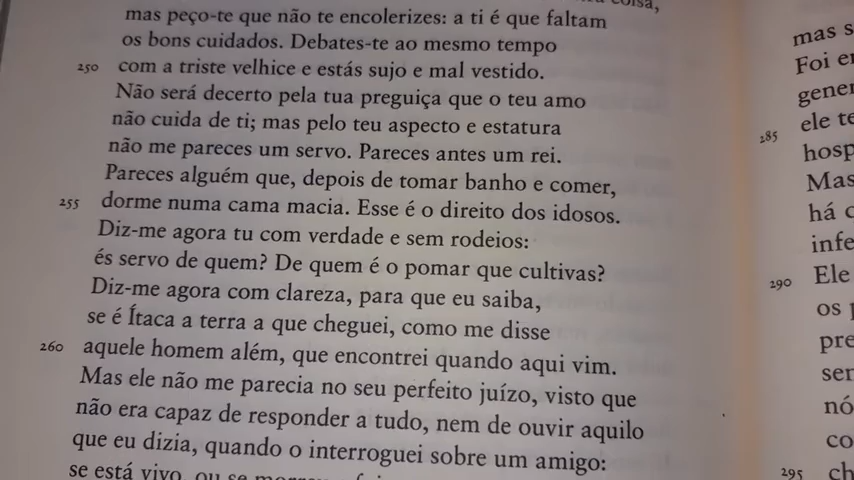 coisa,
mas peço-te que não te encolerizes: a ti é que faltam
os bons cuidados. Debates-te ao mesmo tempo
250 com a triste velhice e estás sujo e mal vestido.
Não será decerto pela tua preguiça que o teu amo
não cuida de ti; mas pelo teu aspecto e estatura
não me pareces um servo. Pareces antes um rei.
Pareces alguém que, depois de tomar banho e comer,
255 dorme numa cama macia. Esse é o direito dos idosos.
Diz-me agora tu com verdade e sem rodeios:
és servo de quem? De quem é o pomar que cultivas?
Diz-me agora com clareza, para que eu saiba,
se é Ítaca a terra a que cheguei, como me disse
260 aquele homem além, que encontrei quando aqui vim.
Mas ele não me parecia no seu perfeito juízo, visto que
não era capaz de responder a tudo, nem de ouvir aquilo
que eu dizia, quando o interroguei sobre um amigo:
se está vivo, ou se
mas
Foi
285 ele
Mas
há
290 Ele
os
295